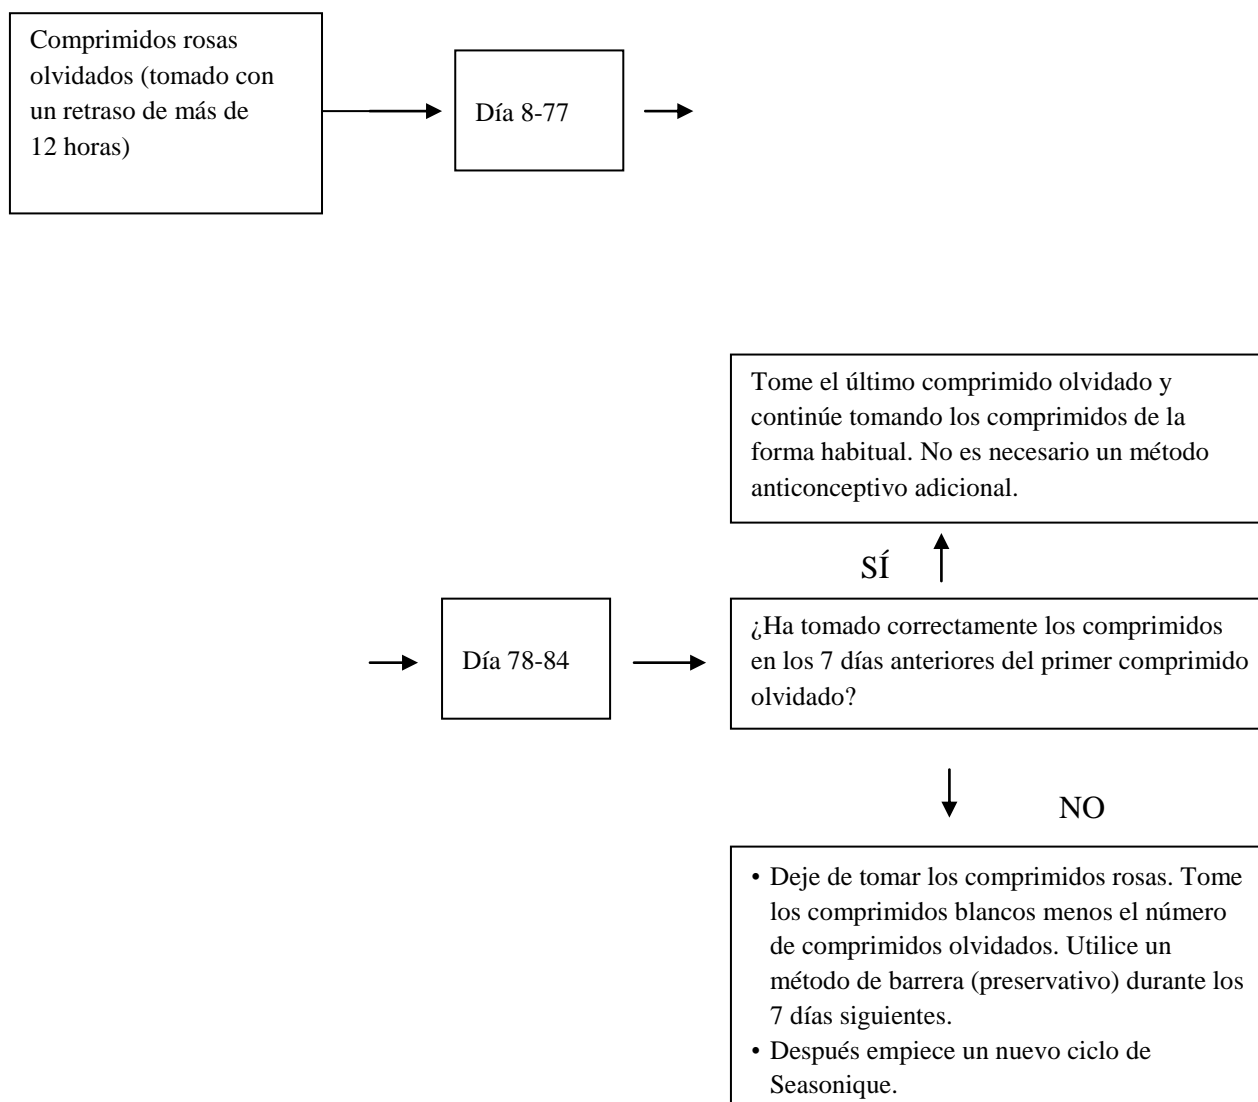 Comprimidos rosas
olvidados (tomado con
un retraso de más de
12 horas)
Día 8-77
Tome el último comprimido olvidado y
continúe tomando los comprimidos de la
forma habitual. No es necesario un método
anticonceptivo adicional.
SÍ
Día 78-84
¿Ha tomado correctamente los comprimidos
en los 7 días anteriores del primer comprimido
olvidado?
NO
• Deje de tomar los comprimidos rosas. Tome
los comprimidos blancos menos el número
de comprimidos olvidados. Utilice un
método de barrera (preservativo) durante los
7 días siguientes.
• Después empiece un nuevo ciclo de
Seasonique.